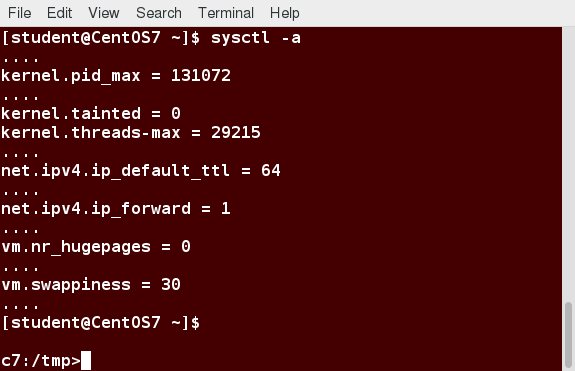 File Edit View Search Terminal Help
[student@CentOS7 ~]$ sysctl -a
....
kernel.pid_max = 131072
....
kernel.tainted = 0
kernel.threads-max = 29215
....
net.ipv4.ip_default_ttl = 64
....
net.ipv4.ip_forward = 1
....
vm.nr_hugepages = 0
....
vm.swappiness = 30
....
[student@CentOS7 ~]$
c7:/tmp>